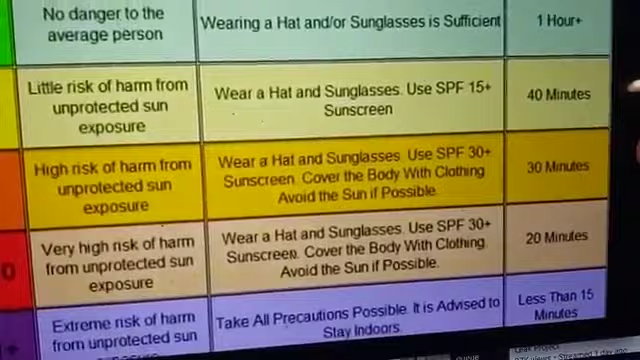 No danger to the
average person
Wearing a Hat and/or Sunglasses is Sufficient
1 Hour+
Little risk of harm from
unprotected sun
exposure
Wear a Hat and Sunglasses. Use SPF 15+
Sunscreen
40 Minutes
High risk of harm from
unprotected sun
exposure
Wear a Hat and Sunglasses. Use SPF 30+
Sunscreen. Cover the Body With Clothing
Avoid the Sun if Possible
30 Minutes
0
Very high risk of harm
from unprotected sun
exposure
Wear a Hat and Sunglasses. Use SPF 30+
Sunscreen. Cover the Body With Clothing.
Avoid the Sun if Possible.
20 Minutes
+
Extreme risk of harm
from unprotected sun
Take All Precautions Possible. It is Advised to
Stay Indoors.
Less Than 15
Minutes